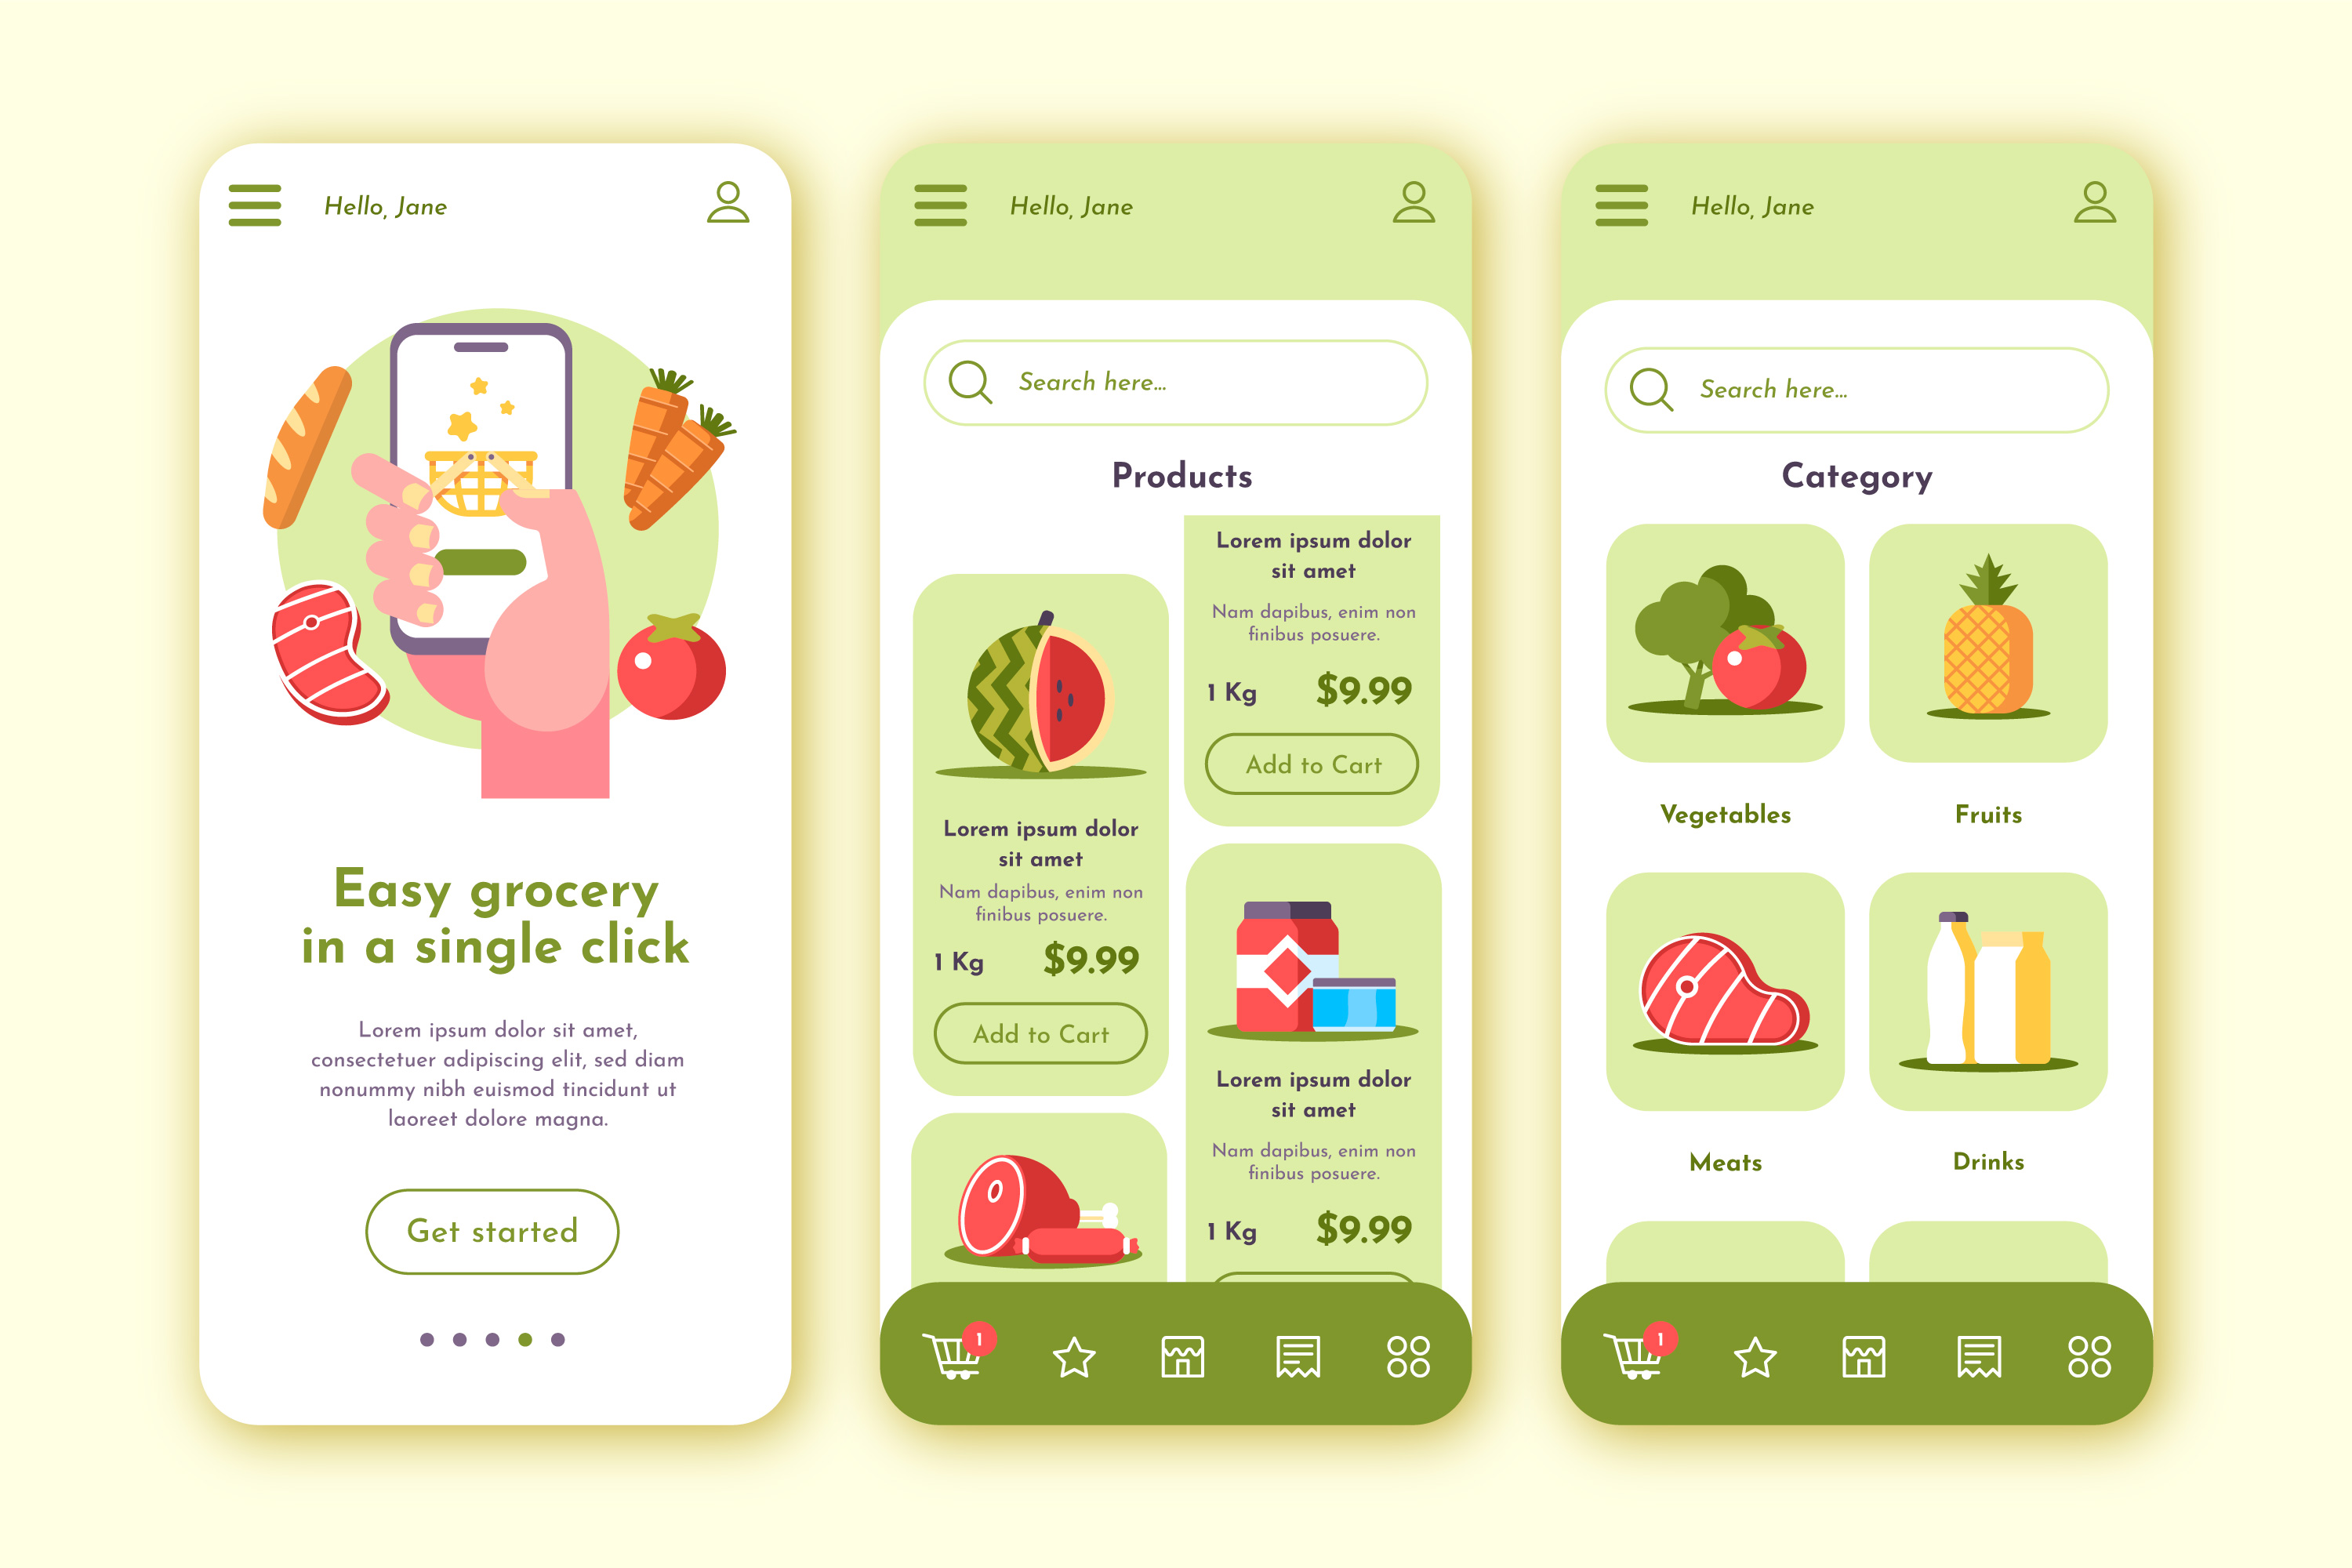 Hello, Jane
Easy grocery
in a single click
Lorem ipsum dolor sit amet,
consectetuer adipiscing elit, sed diam
nonummy nibh euismod tincidunt ut
laoreet dolore magna.
Get started
Hello, Jane
Search here...
Products
Lorem ipsum dolor
sit amet
Nam dapibus, enim non
finibus posuere.
1 Kg $9.99
Add to Cart
Lorem ipsum dolor
sit amet
Nam dapibus, enim non
finibus posuere.
1 Kg $9.99
Add to Cart
Lorem ipsum dolor
sit amet
Nam dapibus, enim non
finibus posuere.
1 Kg $9.99
1
Hello, Jane
Search here...
Category
Vegetables
Fruits
Meats
Drinks
1